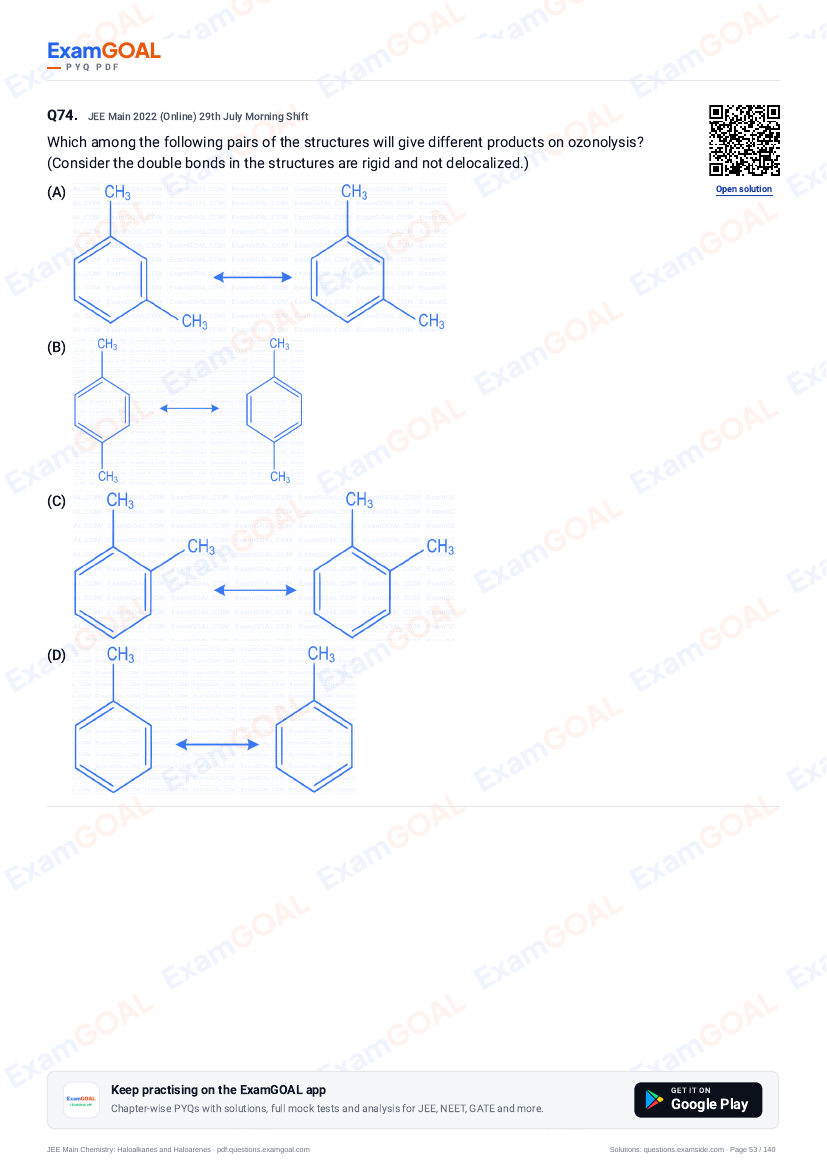 ExamGOAL
PYQ PDF
Q74. JEE Main 2022 (Online) 29th July Morning Shift
Which among the following pairs of the structures will give different products on ozonolysis?
(Consider the double bonds in the structures are rigid and not delocalized.)
Open solution
(A)
CH3 CH3
CH3 CH3
(B)
CH3 CH3
CH3 CH3
(C)
CH3 CH3
CH3 CH3
(D)
CH3 CH3
ExamGOAL
Keep practising on the ExamGOAL app
Chapter-wise PYQs with solutions, full mock tests and analysis for JEE, NEET, GATE and more.
GET IT ON
Google Play
JEE Main Chemistry: Haloalkanes and Haloarenes · pdf.questions.examgoal.com
Solutions: questions.examside.com · Page 53 / 140